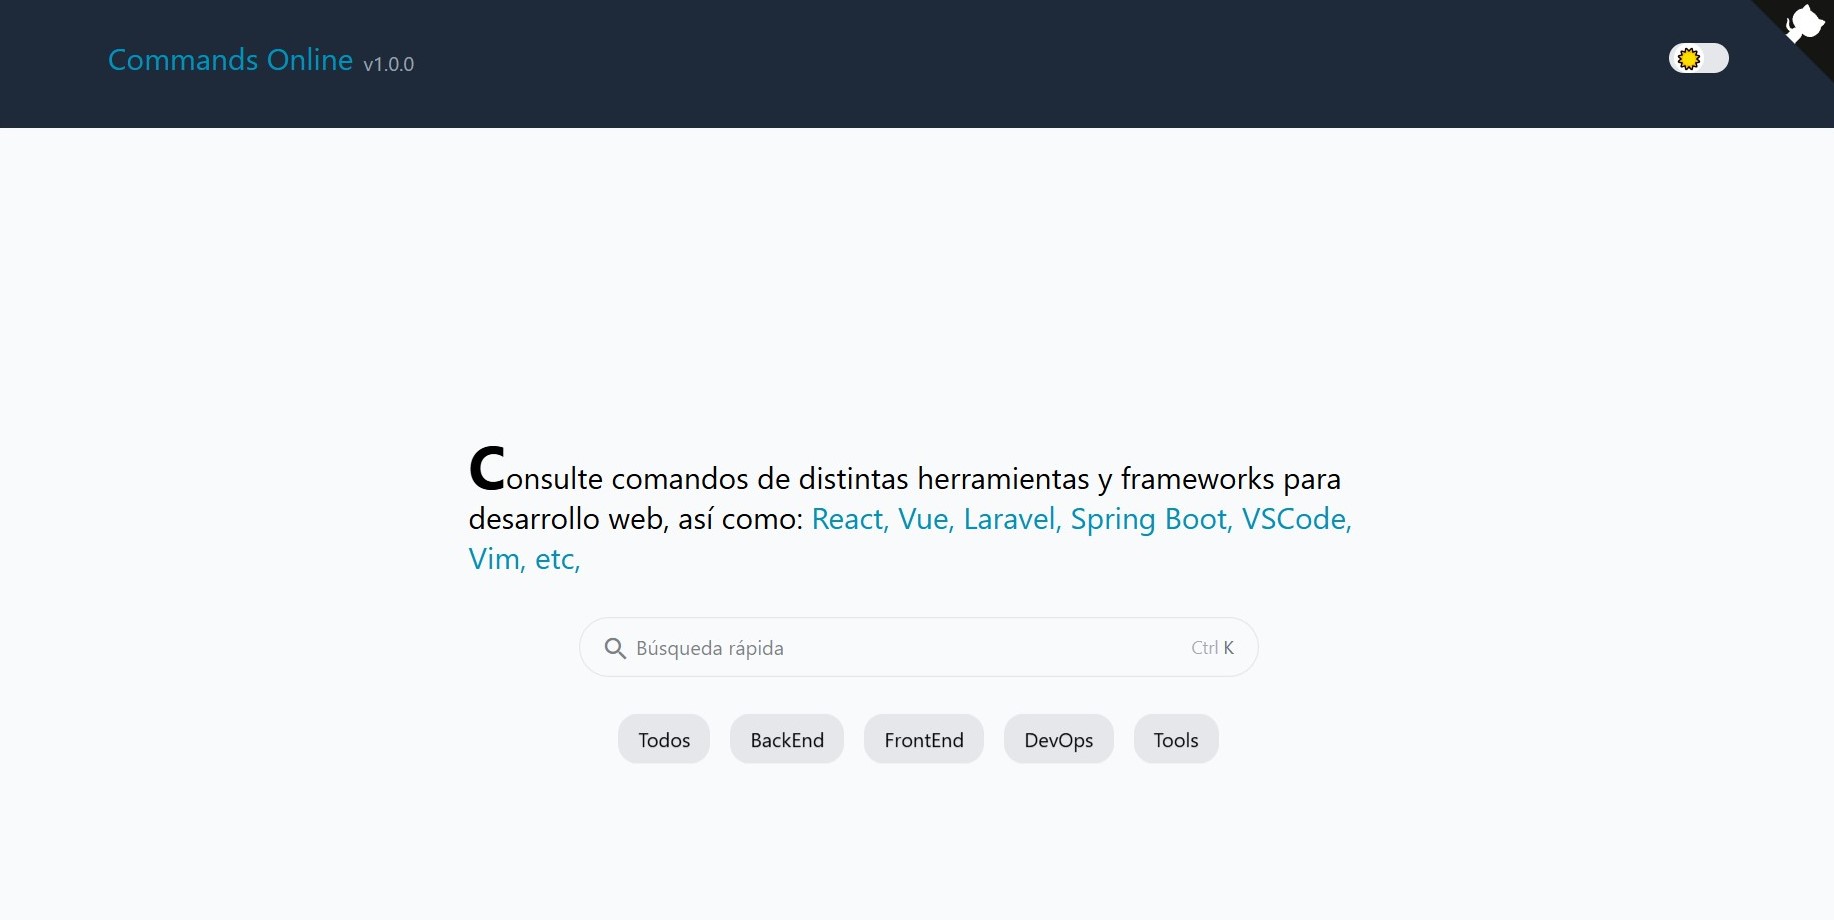 Commands Online v1.0.0
Consulte comandos de distintas herramientas y frameworks para
desarrollo web, así como: React, Vue, Laravel, Spring Boot, VSCode,
Vim, etc,
Búsqueda rápida Ctrl K
Todos BackEnd FrontEnd DevOps Tools